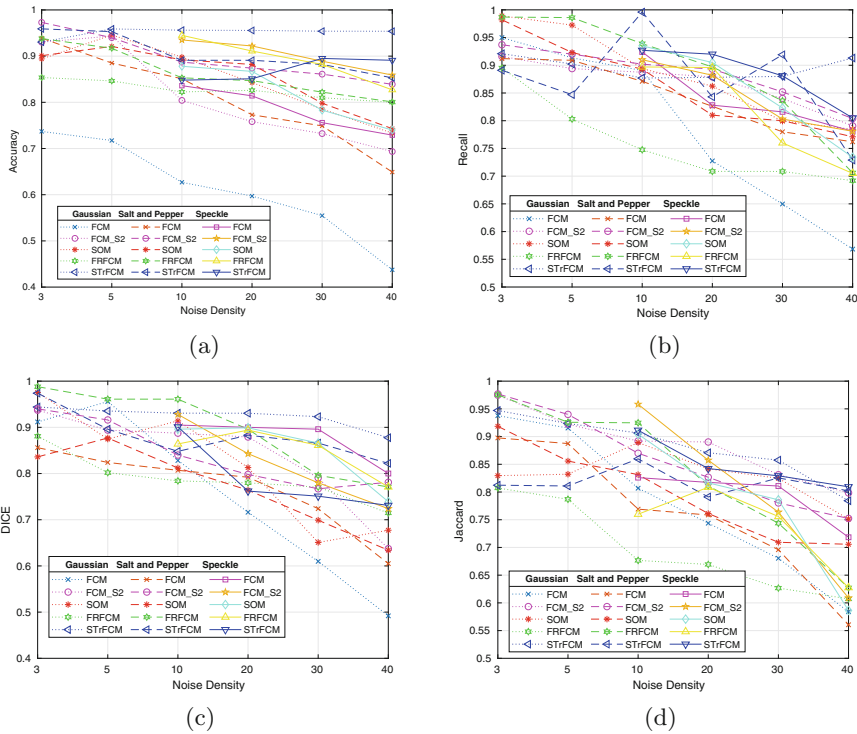 1
0.9
0.8
0.7
0.6
0.5
0.4
Accuracy
Gaussian Salt and Pepper Speckle
FCM FCM FCM
FCM_S2 FCM_S2 FCM_S2
SOM SOM SOM
FRFCM FRFCM FRFCM
STrFCM STrFCM STrFCM
3 5 10 20 30 40
Noise Density
(a)
1
0.95
0.9
0.85
0.8
0.75
0.7
0.65
0.6
0.55
0.5
Recall
Gaussian Salt and Pepper Speckle
FCM FCM FCM
FCM_S2 FCM_S2 FCM_S2
SOM SOM SOM
FRFCM FRFCM FRFCM
STrFCM STrFCM STrFCM
3 5 10 20 30 40
Noise Density
(b)
1
0.9
0.8
0.7
0.6
0.5
0.4
DICE
Gaussian Salt and Pepper Speckle
FCM FCM FCM
FCM_S2 FCM_S2 FCM_S2
SOM SOM SOM
FRFCM FRFCM FRFCM
STrFCM STrFCM STrFCM
3 5 10 20 30 40
Noise Density
(c)
1
0.95
0.9
0.85
0.8
0.75
0.7
0.65
0.6
0.55
0.5
Jaccard
Gaussian Salt and Pepper Speckle
FCM FCM FCM
FCM_S2 FCM_S2 FCM_S2
SOM SOM SOM
FRFCM FRFCM FRFCM
STrFCM STrFCM STrFCM
3 5 10 20 30 40
Noise Density
(d)